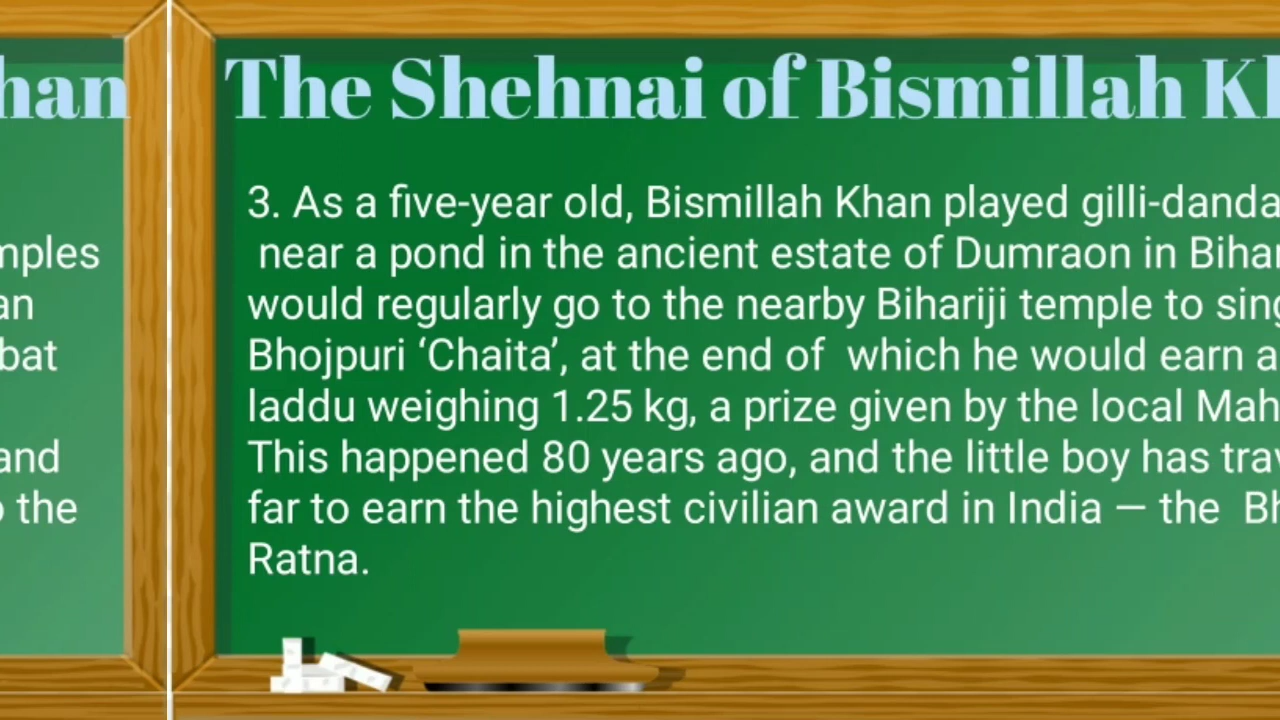 han
mples
an
bat
and
the
The Shehnai of Bismillah
3. As a five-year old, Bismillah Khan played gilli-danda
near a pond in the ancient estate of Dumraon in Bihar
would regularly go to the nearby Bihariji temple to sing
Bhojpuri ‘Chaita’, at the end of which he would earn a
laddu weighing 1.25 kg, a prize given by the local Mah
This happened 80 years ago, and the little boy has trav
far to earn the highest civilian award in India — the Bh
Ratna.